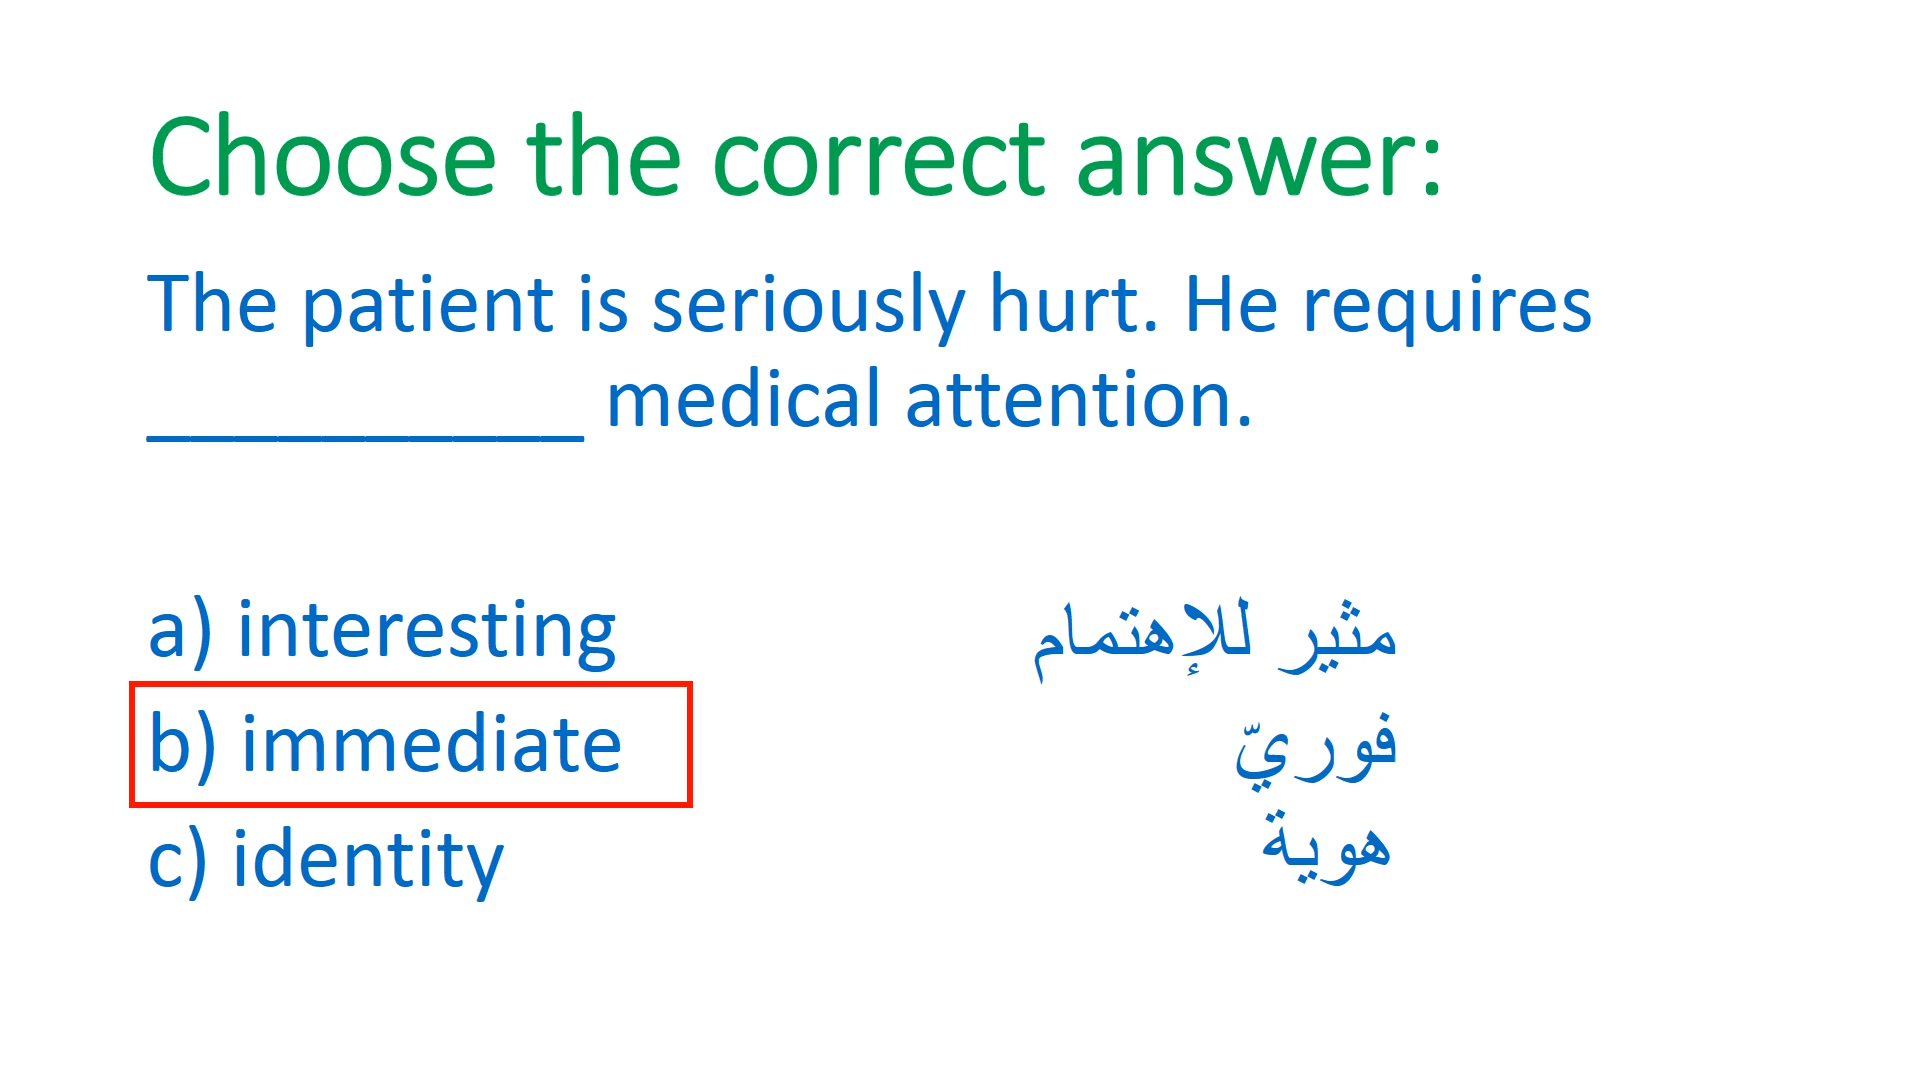 Choose the correct answer:
The patient is seriously hurt. He requires
__________ medical attention.
a) interesting
مثير للإهتمام
b) immediate
فوريّ
c) identity
هوية